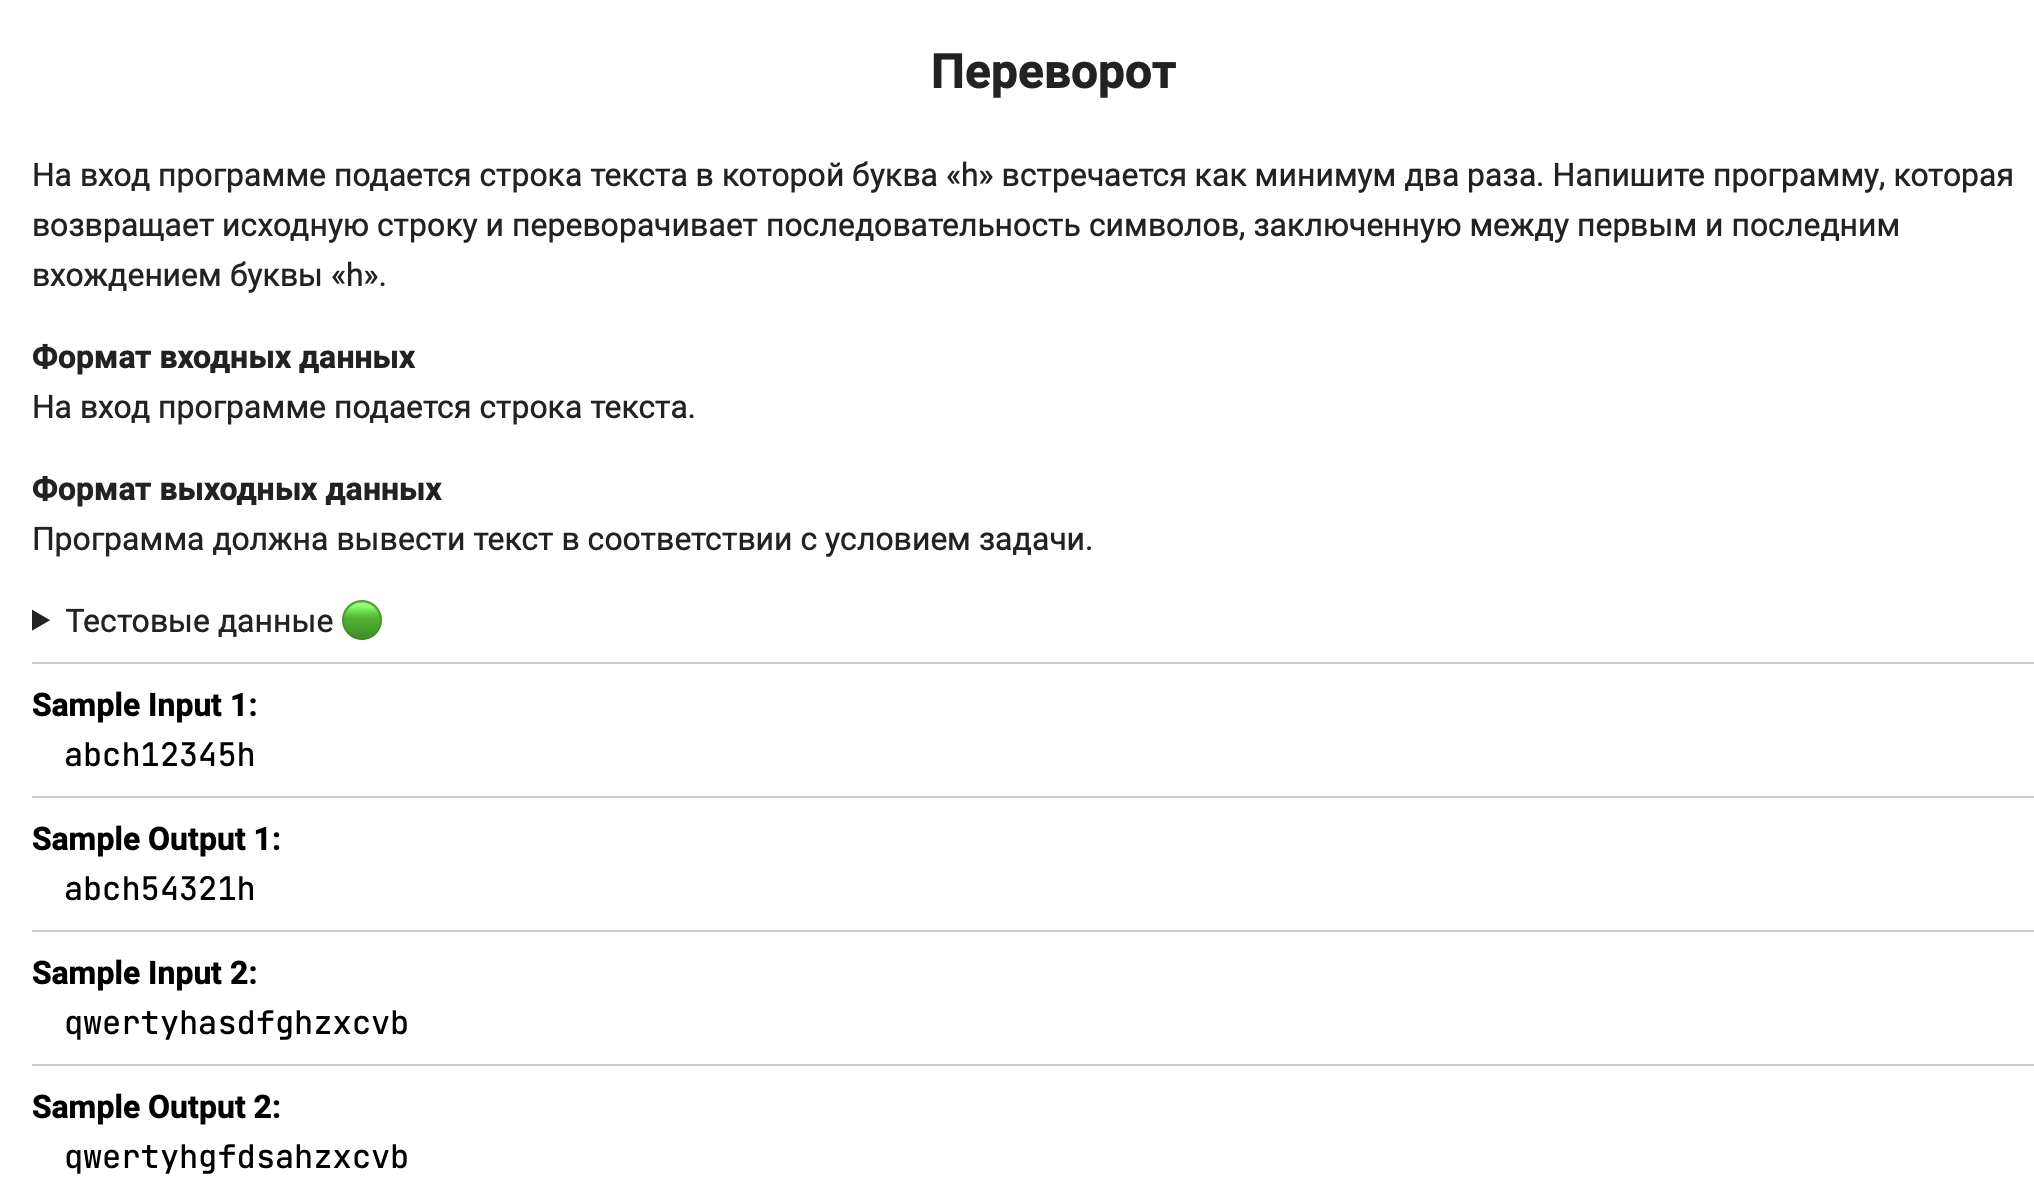 Переворот
На вход программе подается строка текста в которой буква «h» встречается как минимум два раза. Напишите программу, которая
возвращает исходную строку и переворачивает последовательность символов, заключенную между первым и последним
вхождением буквы «h».
Формат входных данных
На вход программе подается строка текста.
Формат выходных данных
Программа должна вывести текст в соответствии с условием задачи.
Тестовые данные
Sample Input 1:
abch12345h
Sample Output 1:
abch54321h
Sample Input 2:
qwertyhasdfghzxcvb
Sample Output 2:
qwertyhgfdsahzxcvb